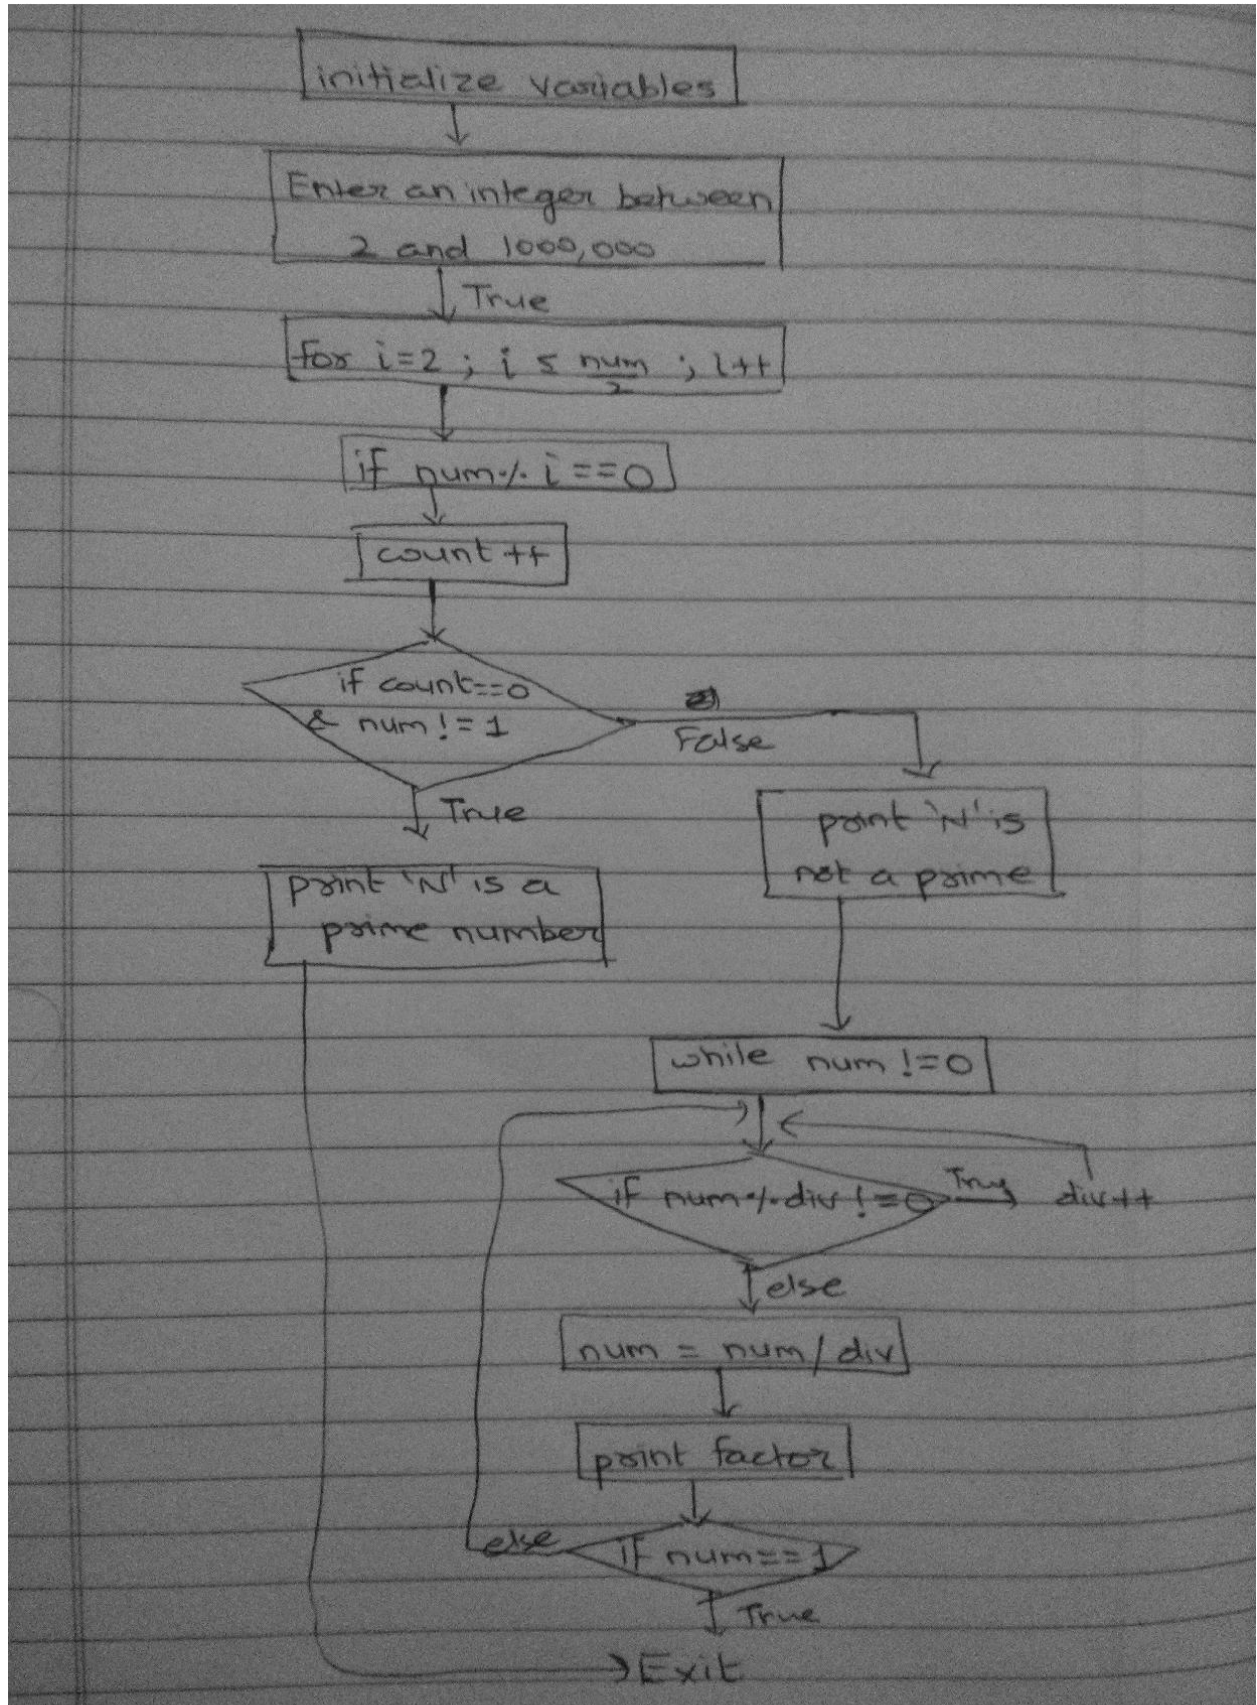 initialize variables
Enter an integer between
2 and 1000,000
True
for i=2 ; i ≤ num/2 ; i++
if num % i ==0
count ++
if count==0
& num != 1
False
True
print 'N' is
not a prime
print 'N' is a
prime number
while num !=0
if num % div !=0
True
div++
else
num = num / div
print factor
if num==1
else
True
Exit